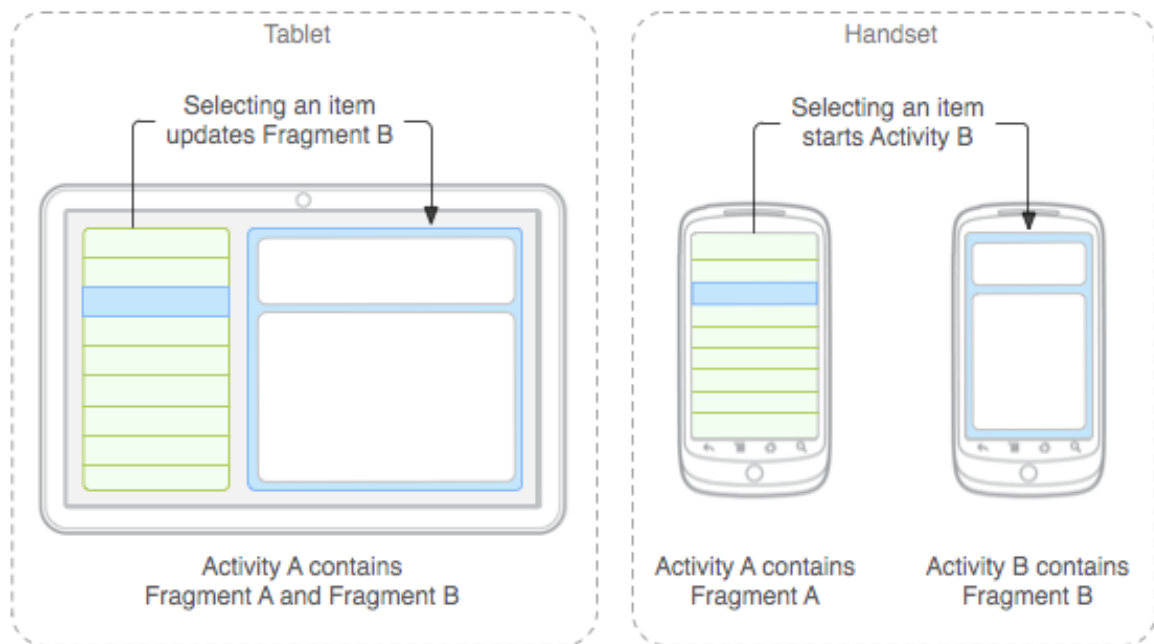 Tablet
Selecting an item
updates Fragment B
Activity A contains
Fragment A and Fragment B
Handset
Selecting an item
starts Activity B
Activity A contains
Fragment A
Activity B contains
Fragment B